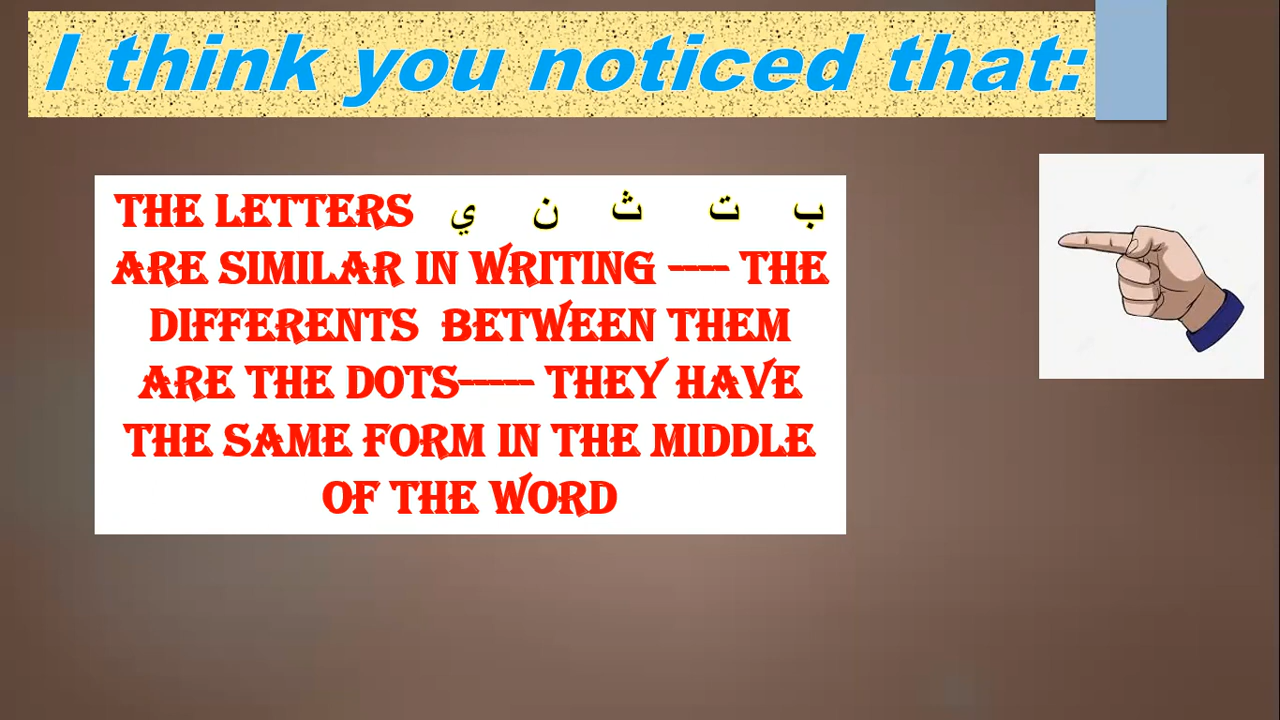 I think you noticed that:
THE LETTERS ب ت ث ن ي
ARE SIMILAR IN WRITING ---- THE
DIFFERENTS BETWEEN THEM
ARE THE DOTS----- THEY HAVE
THE SAME FORM IN THE MIDDLE
OF THE WORD